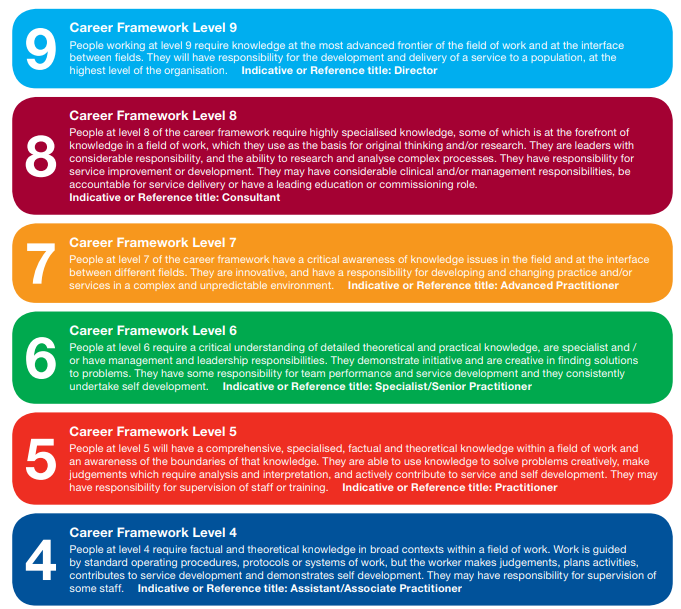 9
Career Framework Level 9
People working at level 9 require knowledge at the most advanced frontier of the field of work and at the interface
between fields. They will have responsibility for the development and delivery of a service to a population, at the
highest level of the organisation. Indicative or Reference title: Director
8
Career Framework Level 8
People at level 8 of the career framework require highly specialised knowledge, some of which is at the forefront of
knowledge in a field of work, which they use as the basis for original thinking and/or research. They are leaders with
considerable responsibility, and the ability to research and analyse complex processes. They have responsibility for
service improvement or development. They may have considerable clinical and/or management responsibilities, be
accountable for service delivery or have a leading education or commissioning role.
Indicative or Reference title: Consultant
7
Career Framework Level 7
People at level 7 of the career framework have a critical awareness of knowledge issues in the field and at the interface
between different fields. They are innovative, and have a responsibility for developing and changing practice and/or
services in a complex and unpredictable environment. Indicative or Reference title: Advanced Practitioner
6
Career Framework Level 6
People at level 6 require a critical understanding of detailed theoretical and practical knowledge, are specialist and /
or have management and leadership responsibilities. They demonstrate initiative and are creative in finding solutions
to problems. They have some responsibility for team performance and service development and they consistently
undertake self development. Indicative or Reference title: Specialist/Senior Practitioner
5
Career Framework Level 5
People at level 5 will have a comprehensive, specialised, factual and theoretical knowledge within a field of work and
an awareness of the boundaries of that knowledge. They are able to use knowledge to solve problems creatively, make
judgements which require analysis and interpretation, and actively contribute to service and self development. They may
have responsibility for supervision of staff or training. Indicative or Reference title: Practitioner
4
Career Framework Level 4
People at level 4 require factual and theoretical knowledge in broad contexts within a field of work. Work is guided
by standard operating procedures, protocols or systems of work, but the worker makes judgements, plans activities,
contributes to service development and demonstrates self development. They may have responsibility for supervision of
some staff. Indicative or Reference title: Assistant/Associate Practitioner